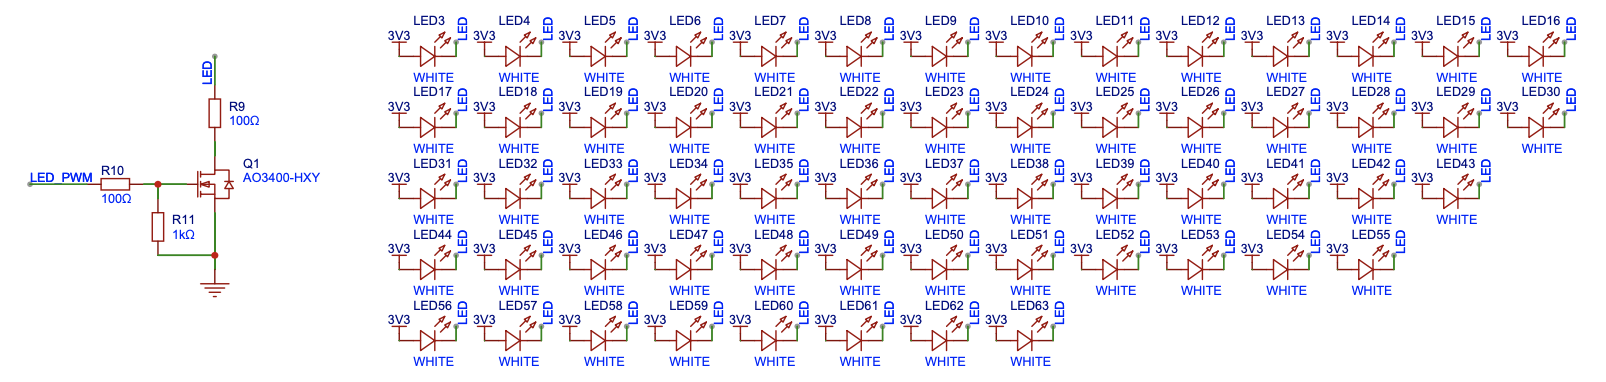 LED
R9
100Ω
Q1
AO3400-HXY
LED_PWM
R10
100Ω
R11
1kΩ
LED3 LED4 LED5 LED6 LED7 LED8 LED9 LED10 LED11 LED12 LED13 LED14 LED15 LED16
3V3 LED 3V3 LED 3V3 LED 3V3 LED 3V3 LED 3V3 LED 3V3 LED 3V3 LED 3V3 LED 3V3 LED 3V3 LED 3V3 LED 3V3 LED 3V3 LED
WHITE WHITE WHITE WHITE WHITE WHITE WHITE WHITE WHITE WHITE WHITE WHITE WHITE WHITE
LED17 LED18 LED19 LED20 LED21 LED22 LED23 LED24 LED25 LED26 LED27 LED28 LED29 LED30
3V3 LED 3V3 LED 3V3 LED 3V3 LED 3V3 LED 3V3 LED 3V3 LED 3V3 LED 3V3 LED 3V3 LED 3V3 LED 3V3 LED 3V3 LED 3V3 LED
WHITE WHITE WHITE WHITE WHITE WHITE WHITE WHITE WHITE WHITE WHITE WHITE WHITE WHITE
LED31 LED32 LED33 LED34 LED35 LED36 LED37 LED38 LED39 LED40 LED41 LED42 LED43
3V3 LED 3V3 LED 3V3 LED 3V3 LED 3V3 LED 3V3 LED 3V3 LED 3V3 LED 3V3 LED 3V3 LED 3V3 LED 3V3 LED 3V3 LED
WHITE WHITE WHITE WHITE WHITE WHITE WHITE WHITE WHITE WHITE WHITE WHITE WHITE
LED44 LED45 LED46 LED47 LED48 LED49 LED50 LED51 LED52 LED53 LED54 LED55
3V3 LED 3V3 LED 3V3 LED 3V3 LED 3V3 LED 3V3 LED 3V3 LED 3V3 LED 3V3 LED 3V3 LED 3V3 LED 3V3 LED
WHITE WHITE WHITE WHITE WHITE WHITE WHITE WHITE WHITE WHITE WHITE WHITE
LED56 LED57 LED58 LED59 LED60 LED61 LED62 LED63
3V3 LED 3V3 LED 3V3 LED 3V3 LED 3V3 LED 3V3 LED 3V3 LED 3V3 LED
WHITE WHITE WHITE WHITE WHITE WHITE WHITE WHITE